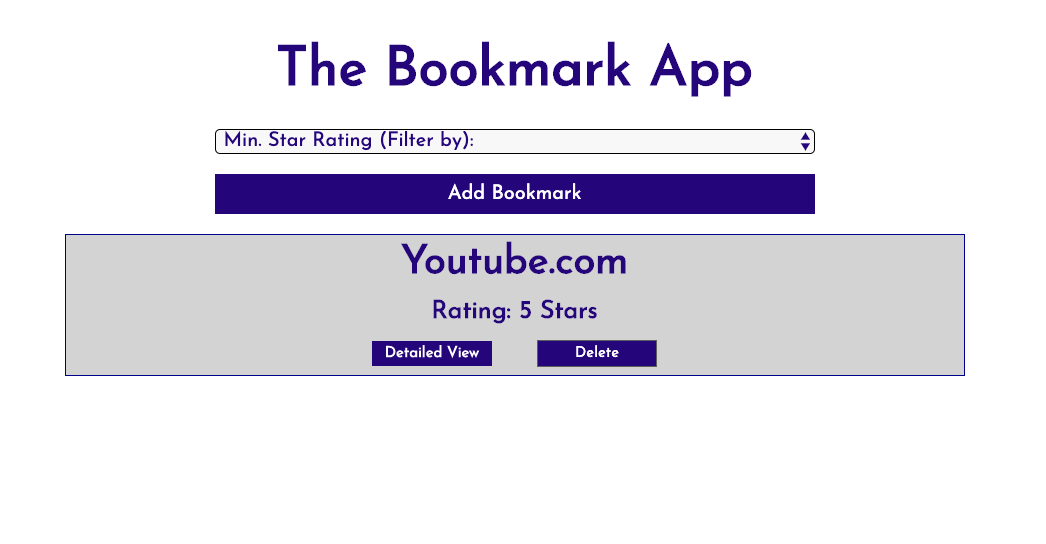 The Bookmark App
Min. Star Rating (Filter by):
Add Bookmark
Youtube.com
Rating: 5 Stars
Detailed View Delete